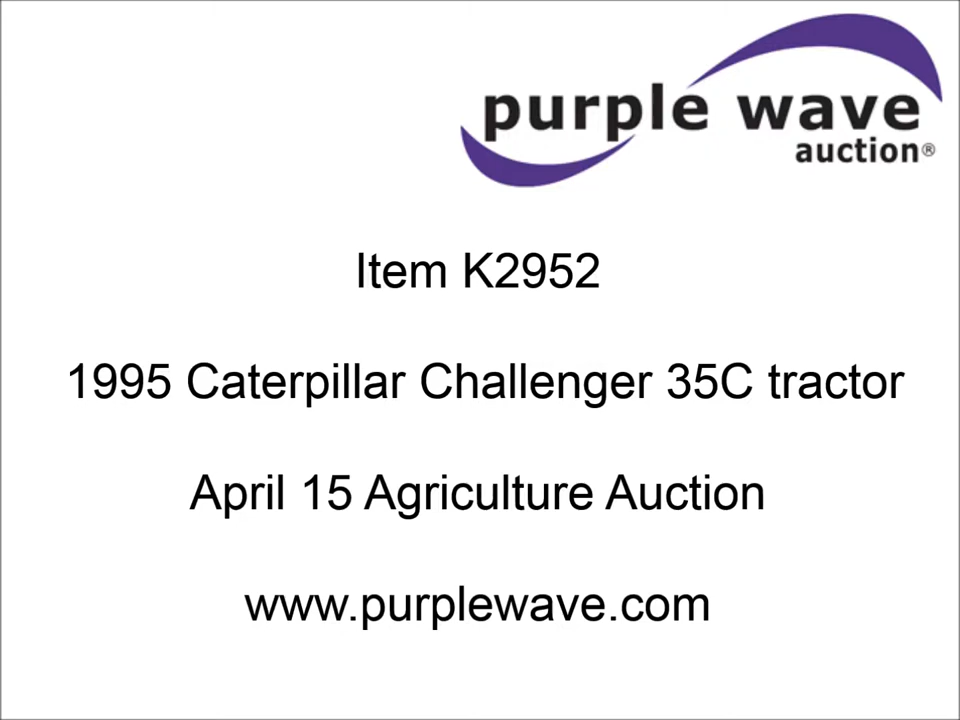 purple wave
auction®
Item K2952
1995 Caterpillar Challenger 35C tractor
April 15 Agriculture Auction
www.purplewave.com